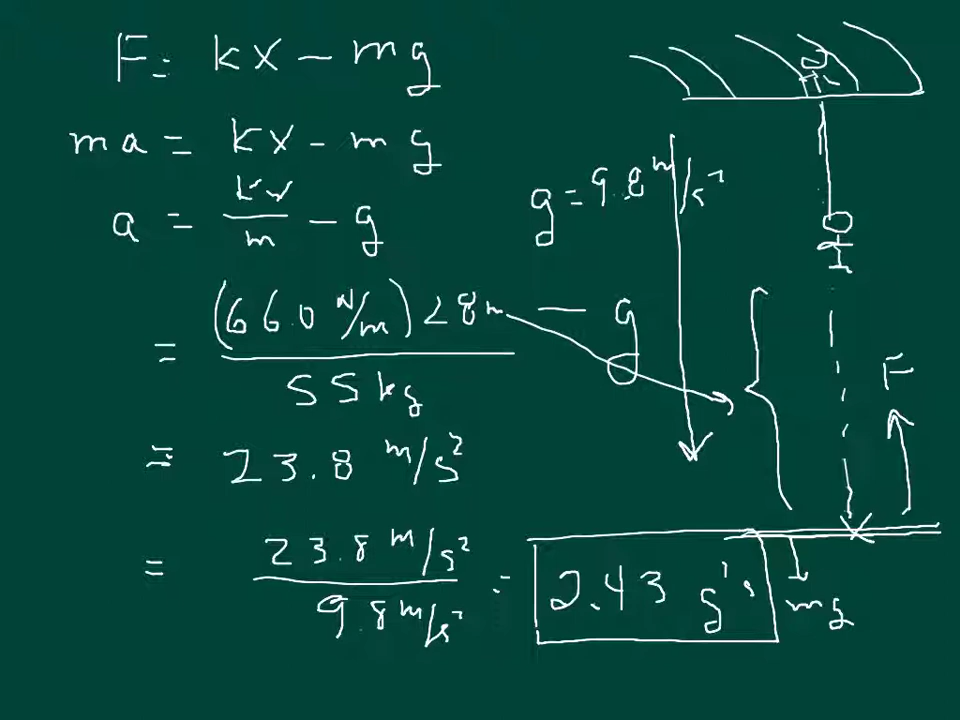 F = kx - mg
ma = kx - mg
a = kx/m - g
g = 9.8 m/s²
= (66.0 N/m) 28m / 55kg - g
F
= 23.8 m/s²
= 23.8 m/s² / 9.8 m/s² = 2.43 g's
mg